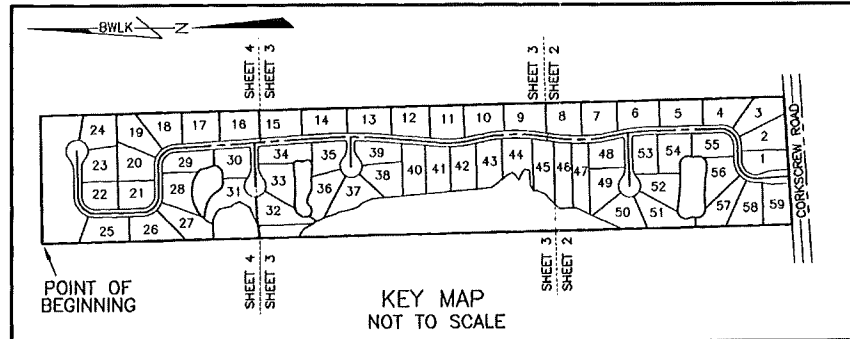 BWLK N
SHEET 4
SHEET 3
SHEET 3
SHEET 2
24 19 18 17 16 15 14 13 12 11 10 9 8 7 6 5 4 3
2
1
23 20 29 30 34 35 39 44 48 53 54 55
22 21 28 31 33 36 37 38 40 41 42 43 45 46 47 49 52 56
25 26 27 32 50 51 57 58 59
CORKSCREW ROAD
POINT OF
BEGINNING
SHEET 4
SHEET 3
SHEET 3
SHEET 2
KEY MAP
NOT TO SCALE